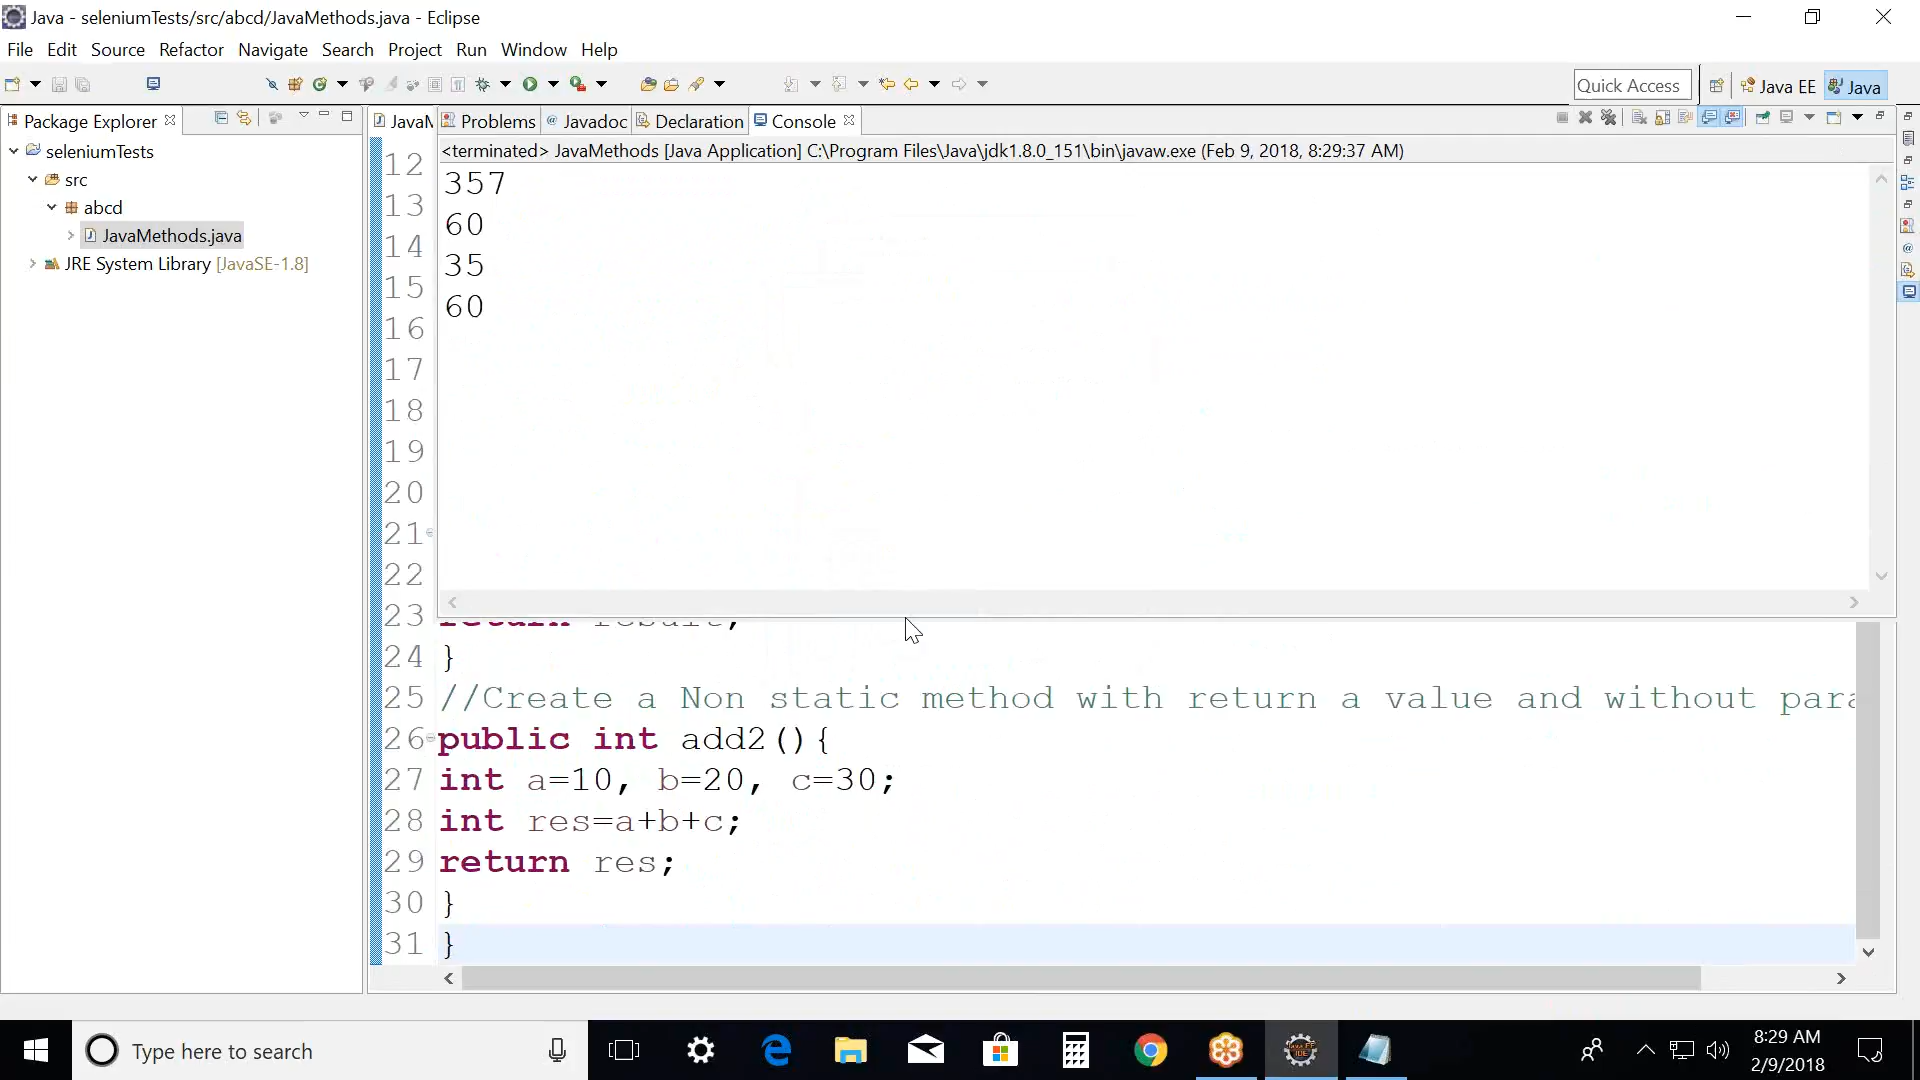 Java - seleniumTests/src/abcd/JavaMethods.java - Eclipse
File Edit Source Refactor Navigate Search Project Run Window Help
Quick Access Java EE Java
Package Explorer
JavaM Problems Javadoc Declaration Console
seleniumTests
src
abcd
JavaMethods.java
JRE System Library [JavaSE-1.8]
<terminated> JavaMethods [Java Application] C:\Program Files\Java\jdk1.8.0_151\bin\javaw.exe (Feb 9, 2018, 8:29:37 AM)
357
60
35
60
12
13
14
15
16
17
18
19
20
21
22
23 return result;
24 }
25 //Create a Non static method with return a value and without para
26 public int add2(){
27 int a=10, b=20, c=30;
28 int res=a+b+c;
29 return res;
30 }
31 }
Type here to search
8:29 AM
2/9/2018